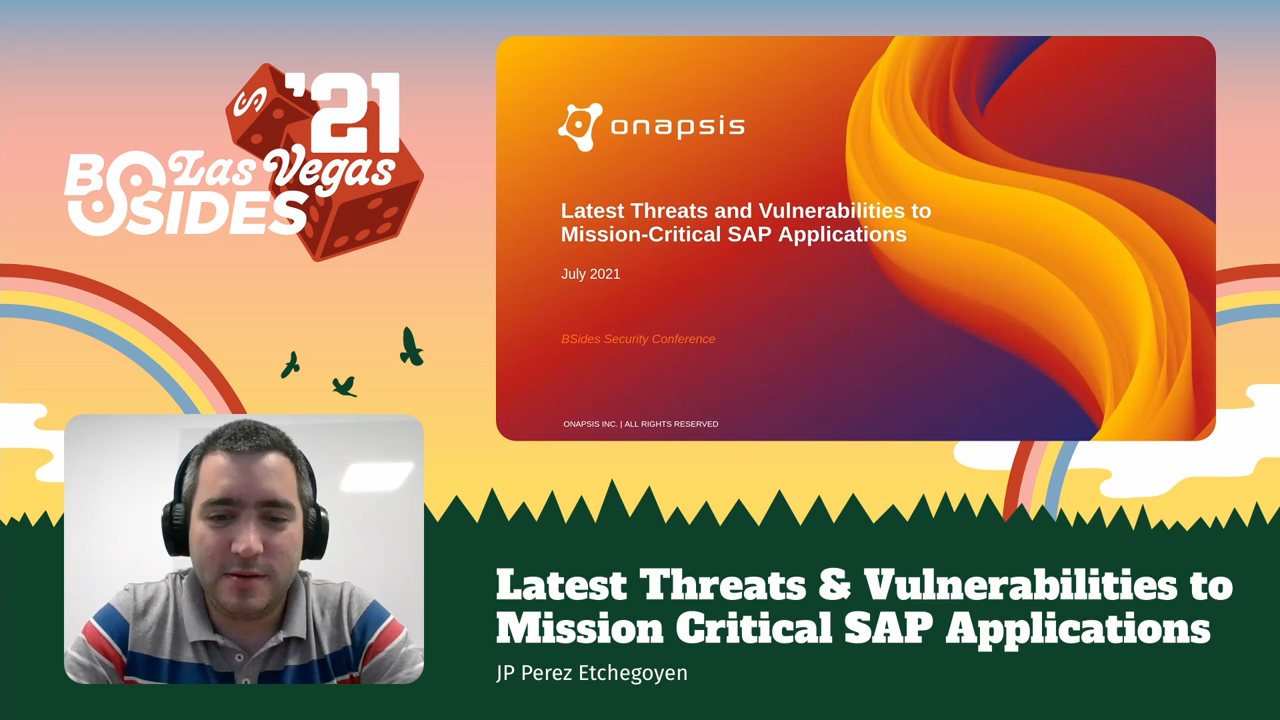 '21
BSIDES Las Vegas
onapsis
Latest Threats and Vulnerabilities to
Mission-Critical SAP Applications
July 2021
BSides Security Conference
ONAPSIS INC. | ALL RIGHTS RESERVED
Latest Threats & Vulnerabilities to
Mission Critical SAP Applications
JP Perez Etchegoyen